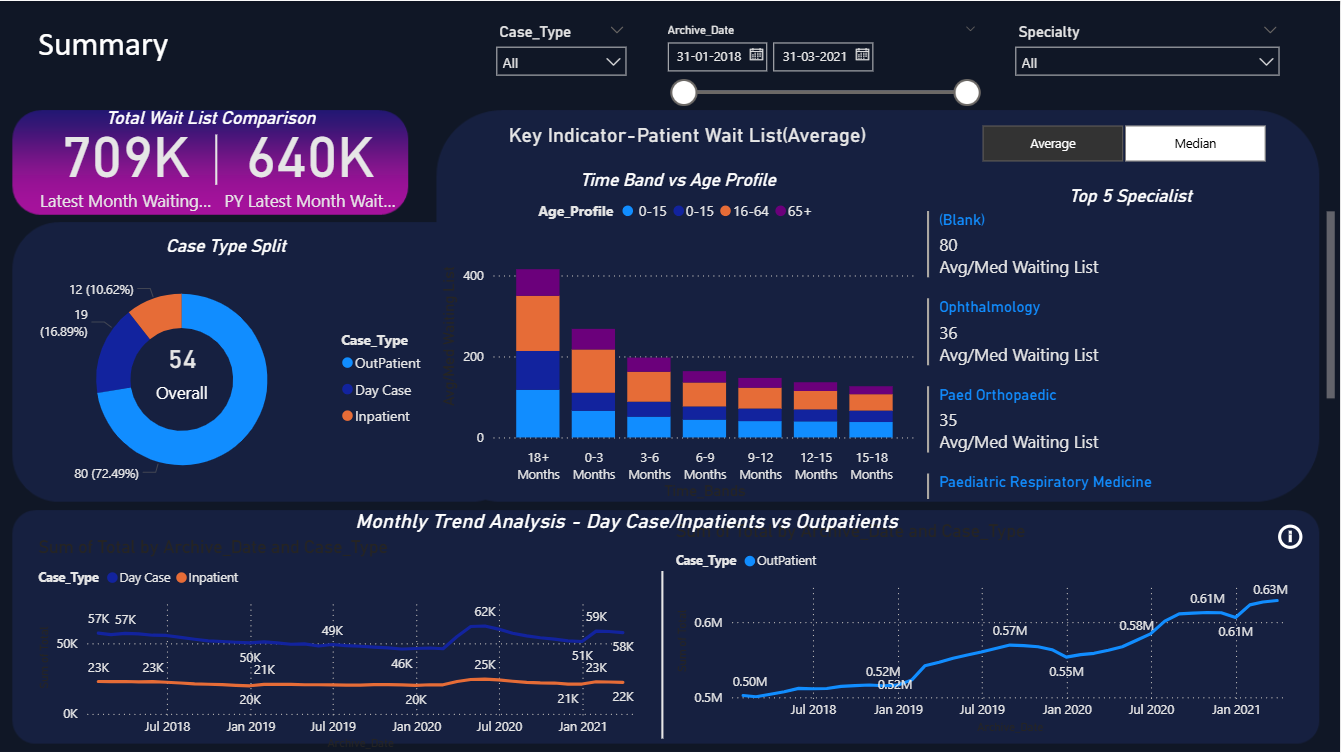 Summary
Case_Type
All
Archive_Date
31-01-2018
31-03-2021
Specialty
All
Total Wait List Comparison
709K
640K
Latest Month Waiting...
PY Latest Month Wait...
Key Indicator-Patient Wait List(Average)
Average
Median
Case Type Split
12 (10.62%)
19
(16.89%)
54
Overall
80 (72.49%)
Case_Type
OutPatient
Day Case
Inpatient
Time Band vs Age Profile
Age_Profile
0-15
0-15
16-64
65+
400
200
0
18+
Months
0-3
Months
3-6
Months
6-9
Months
9-12
Months
12-15
Months
15-18
Months
Top 5 Specialist
(Blank)
80
Avg/Med Waiting List
Ophthalmology
36
Avg/Med Waiting List
Paed Orthopaedic
35
Avg/Med Waiting List
Paediatric Respiratory Medicine
Monthly Trend Analysis - Day Case/Inpatients vs Outpatients
Sum of Total by Archive_Date and Case_Type
Case_Type
Day Case
Inpatient
50K
0K
57K
57K
50K
49K
46K
62K
51K
59K
58K
23K
23K
20K
21K
20K
25K
21K
23K
22K
Jul 2018
Jan 2019
Jul 2019
Jan 2020
Jul 2020
Jan 2021
Case_Type
OutPatient
0.6M
0.5M
0.50M
0.52M
0.52M
0.57M
0.55M
0.58M
0.61M
0.61M
0.63M
Jul 2018
Jan 2019
Jul 2019
Jan 2020
Jul 2020
Jan 2021